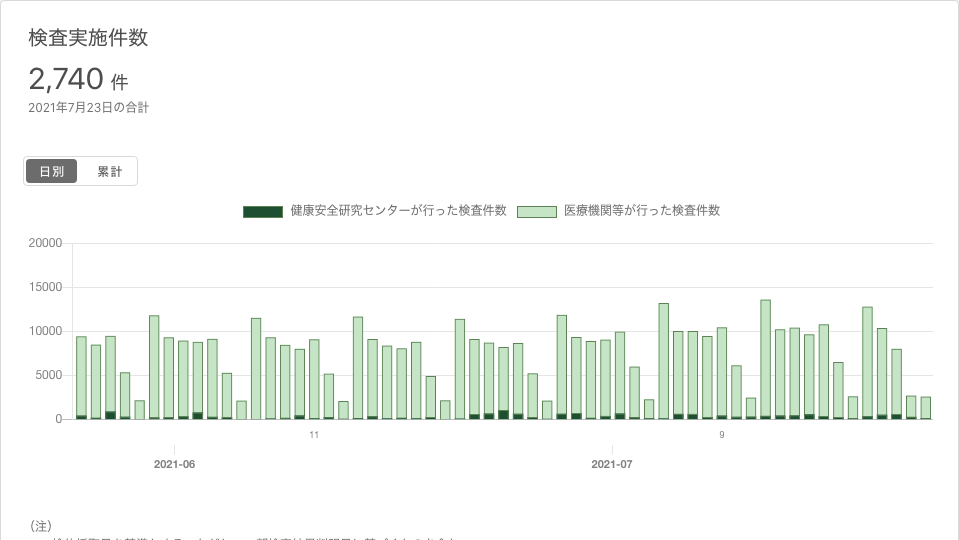 検査実施件数
2,740 件
2021年7月23日の合計
日別 累計
健康安全研究センターが行った検査件数 医療機関等が行った検査件数
20000
15000
10000
5000
0
11 9
2021-06 2021-07
（注）